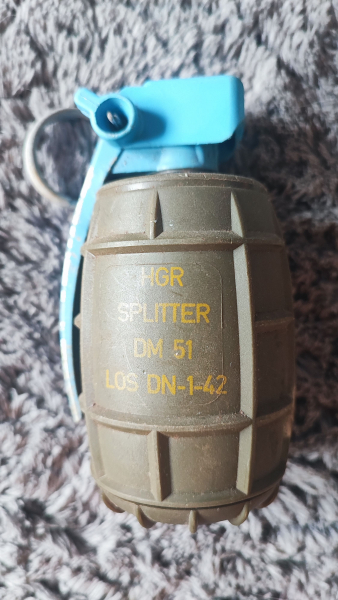 HGR
SPLITTER
DM 51
LOS DN-1-42